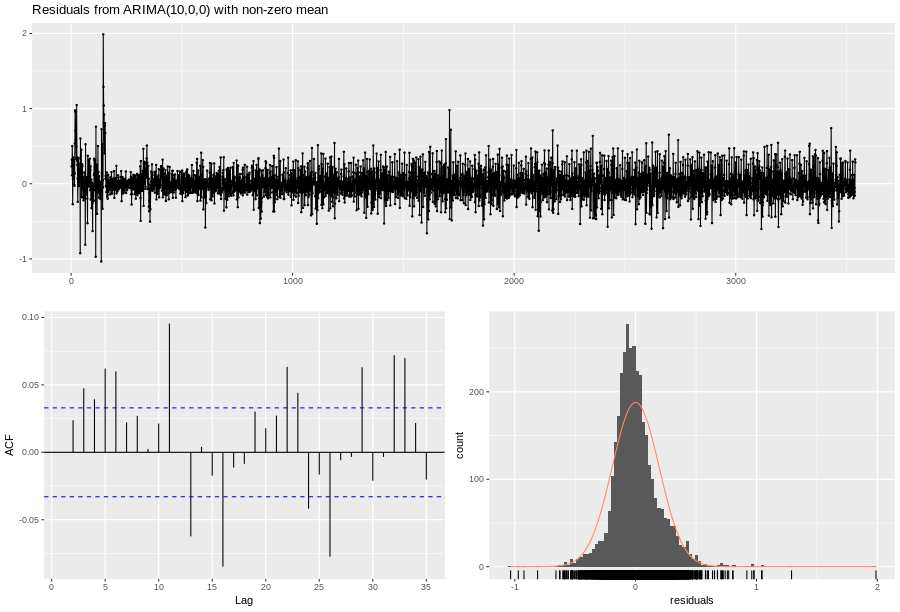 Residuals from ARIMA(10,0,0) with non-zero mean
2
1
0
-1
0 1000 2000 3000
0.10
0.05
0.00
-0.05
ACF
0 5 10 15 20 25 30 35
Lag
200
100
0
count
-1 0 1 2
residuals